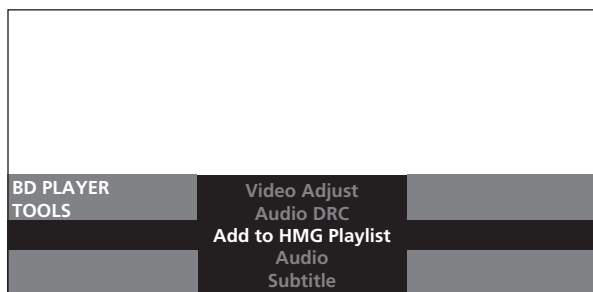 BD PLAYER
TOOLS
Video Adjust
Audio DRC
Add to HMG Playlist
Audio
Subtitle